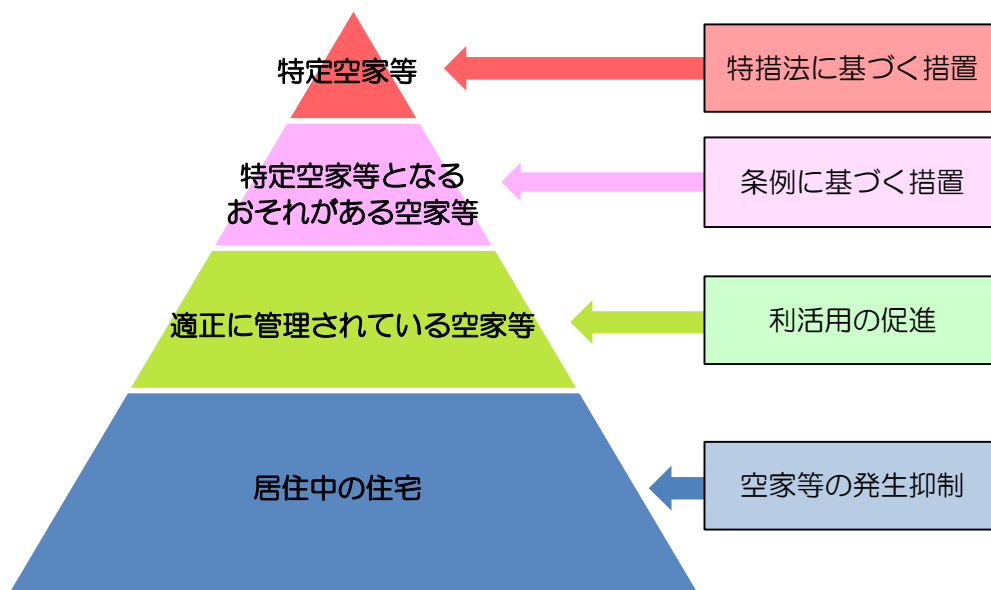 特定空家等
特措法に基づく措置
特定空家等となる
おそれがある空家等
条例に基づく措置
適正に管理されている空家等
利活用の促進
居住中の住宅
空家等の発生抑制